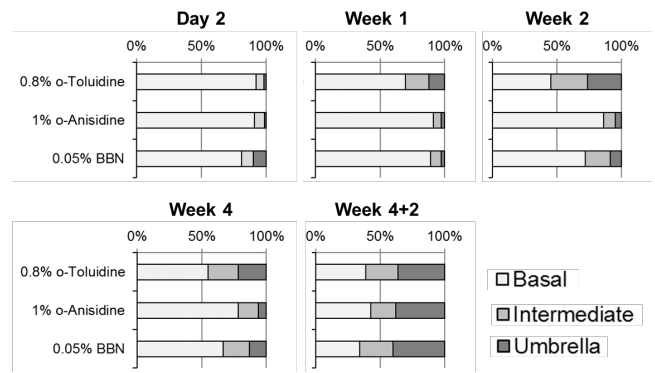 Day 2
Week 1
Week 2
0% 50% 100%
0% 50% 100%
0% 50% 100%
0.8% o-Toluidine
1% o-Anisidine
0.05% BBN
Week 4
Week 4+2
0% 50% 100%
0% 50% 100%
0.8% o-Toluidine
1% o-Anisidine
0.05% BBN
Basal
Intermediate
Umbrella